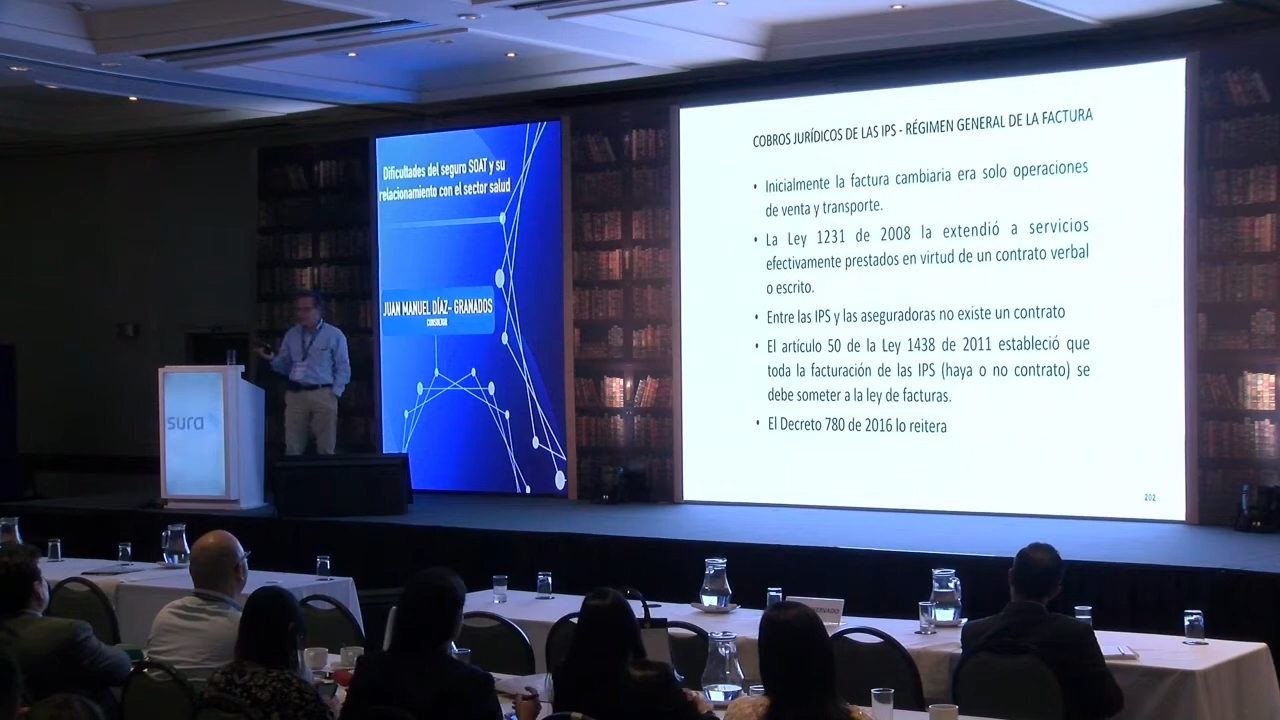 Dificultades del seguro SOAT y su
relacionamiento con el sector salud
JUAN MANUEL DÍAZ- GRANADOS
CONSULTOR
sura
COBROS JURÍDICOS DE LAS IPS - RÉGIMEN GENERAL DE LA FACTURA
• Inicialmente la factura cambiaria era solo operaciones
de venta y transporte.
• La Ley 1231 de 2008 la extendió a servicios
efectivamente prestados en virtud de un contrato verbal
o escrito.
• Entre las IPS y las aseguradoras no existe un contrato
• El artículo 50 de la Ley 1438 de 2011 estableció que
toda la facturación de las IPS (haya o no contrato) se
debe someter a la ley de facturas.
• El Decreto 780 de 2016 lo reitera
202